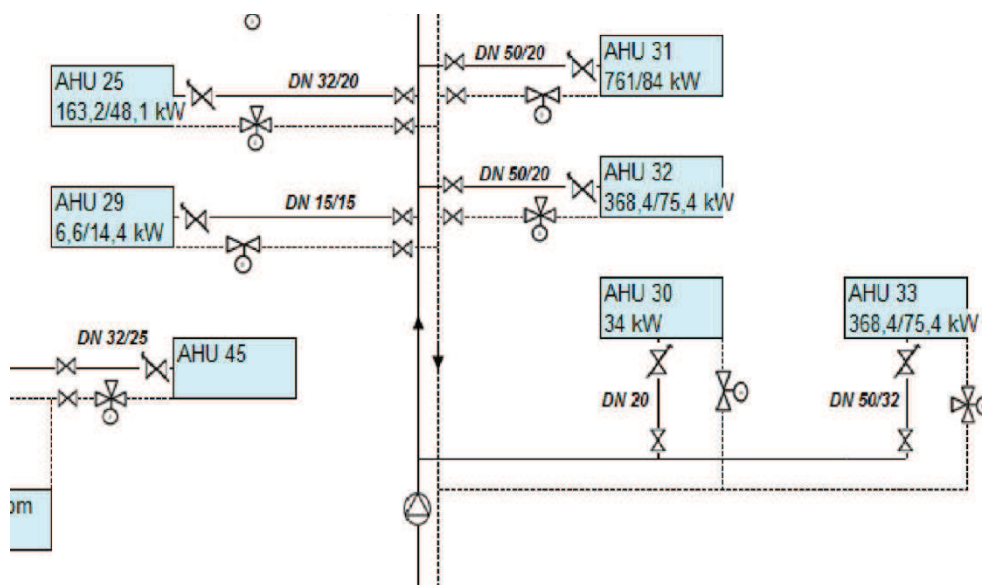 DN 50/20
AHU 31
761/84 kW
AHU 25
163,2/48,1 kW
DN 32/20
DN 50/20
AHU 32
368,4/75,4 kW
AHU 29
6,6/14,4 kW
DN 15/15
AHU 30
34 kW
AHU 33
368,4/75,4 kW
DN 32/25
AHU 45
DN 20
DN 50/32
om